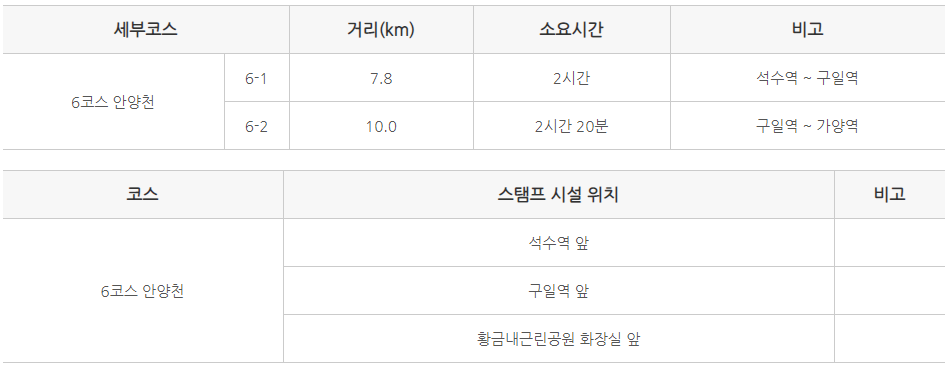 세부코스 거리(km) 소요시간 비고
6코스 안양천 6-1 7.8 2시간 석수역 ~ 구일역
6-2 10.0 2시간 20분 구일역 ~ 가양역
코스 스탬프 시설 위치 비고
6코스 안양천 석수역 앞
구일역 앞
황금내근린공원 화장실 앞